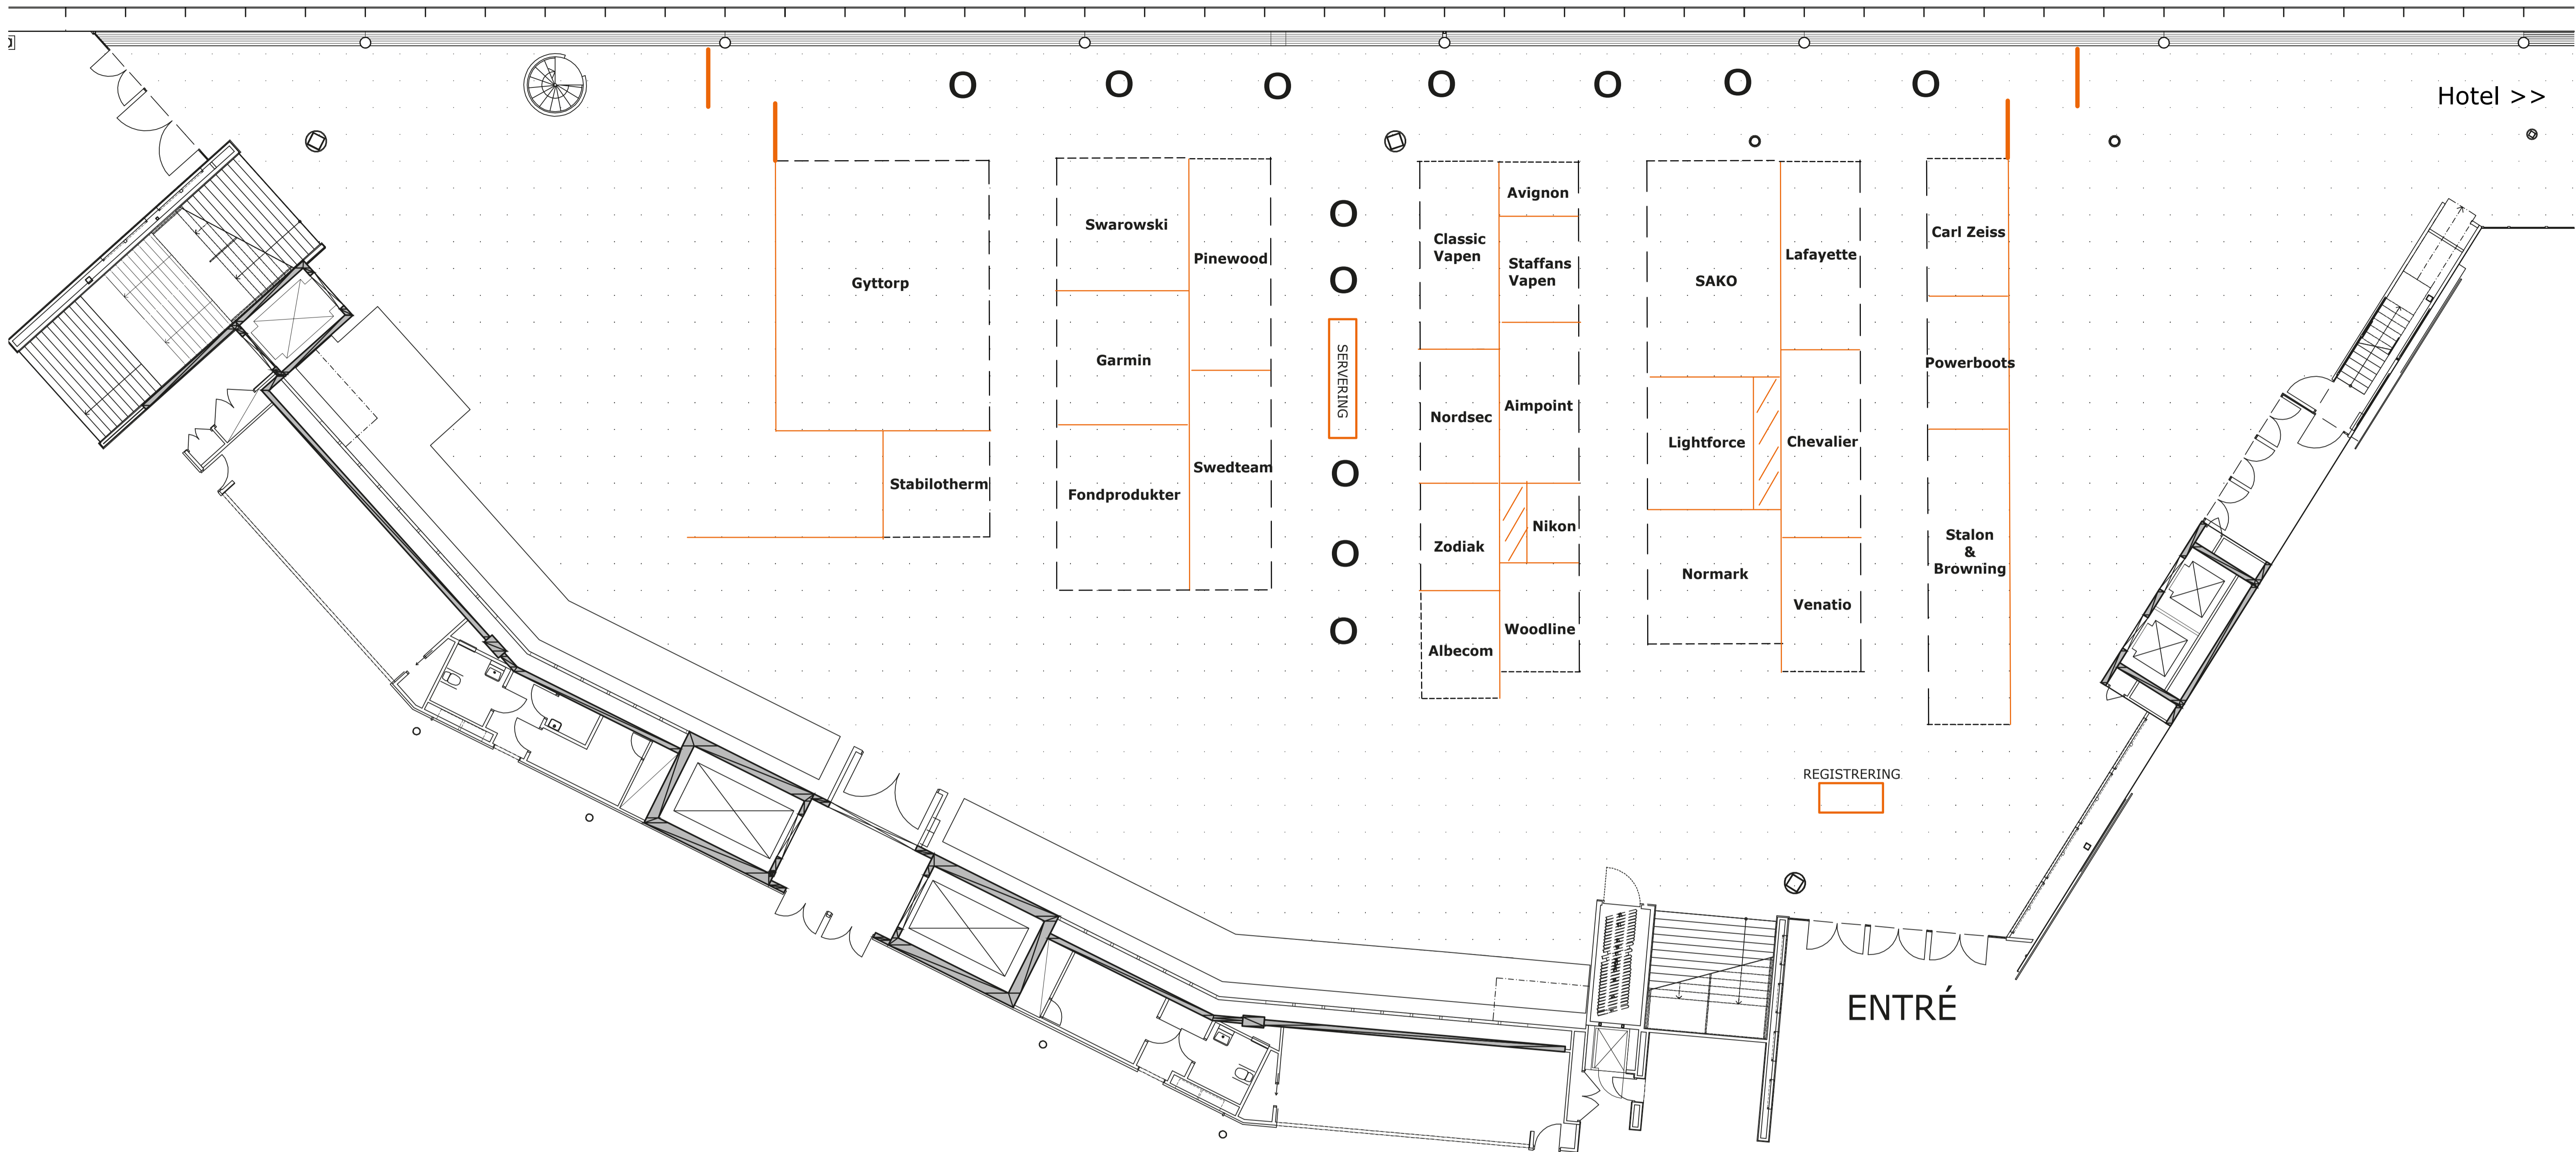 Hotel >>
Gyttorp
Stabilotherm
Swarowski
Garmin
Fondprodukter
Pinewood
Swedteam
SERVERING
Classic
Vapen
Nordsec
Zodiak
Albecom
Avignon
Staffans
Vapen
Aimpoint
Nikon
Woodline
SAKO
Lightforce
Normark
Lafayette
Chevalier
Venatio
Carl Zeiss
Powerboots
Stalon
&
Browning
REGISTRERING
ENTRÉ